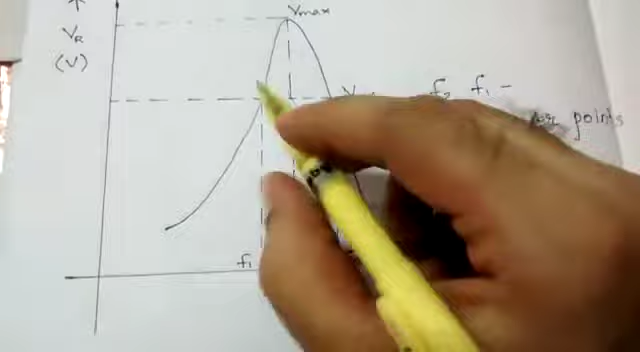 Vmax
VR
(V)
f2 f1 -
points
f1